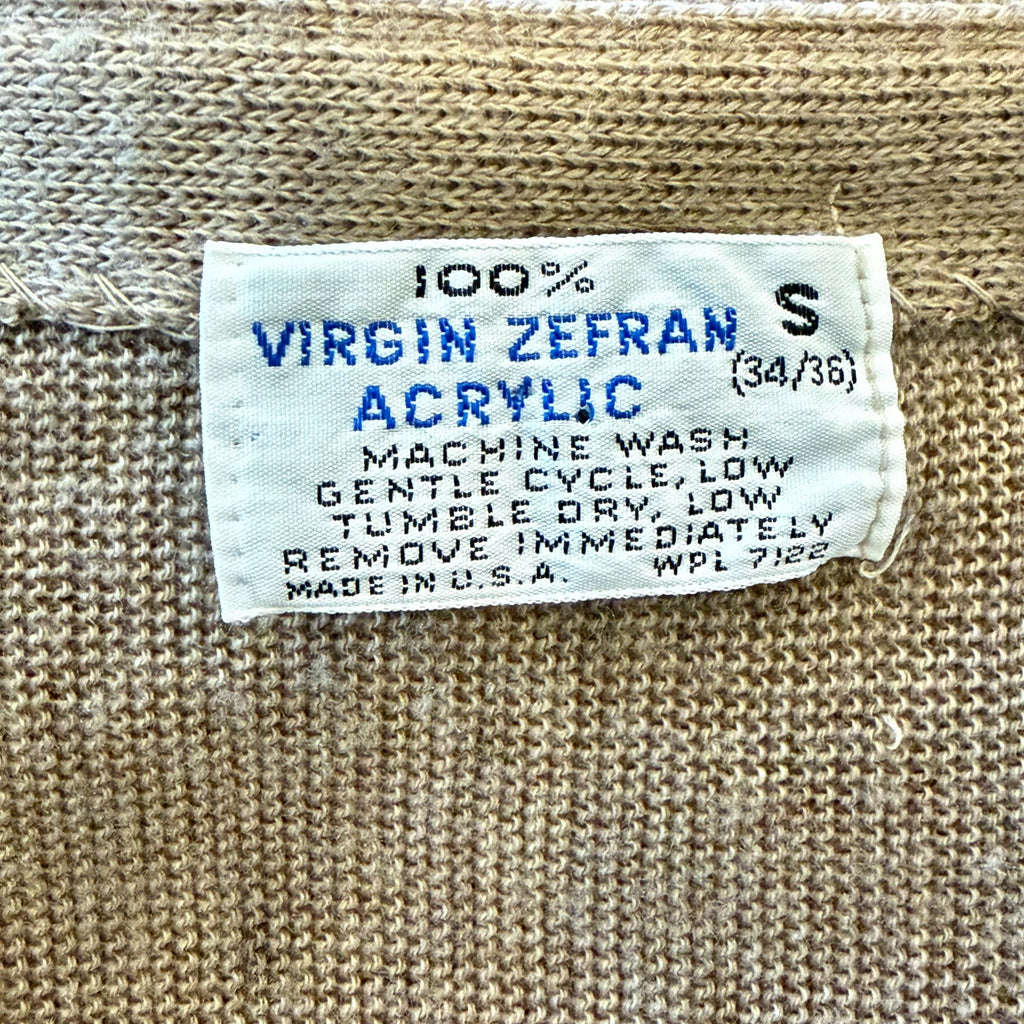 100%
VIRGIN ZEFRAN
ACRYLIC
S
(34/36)
MACHINE WASH
GENTLE CYCLE, LOW
TUMBLE DRY, LOW
REMOVE IMMEDIATELY
MADE IN U.S.A. WPL 7122